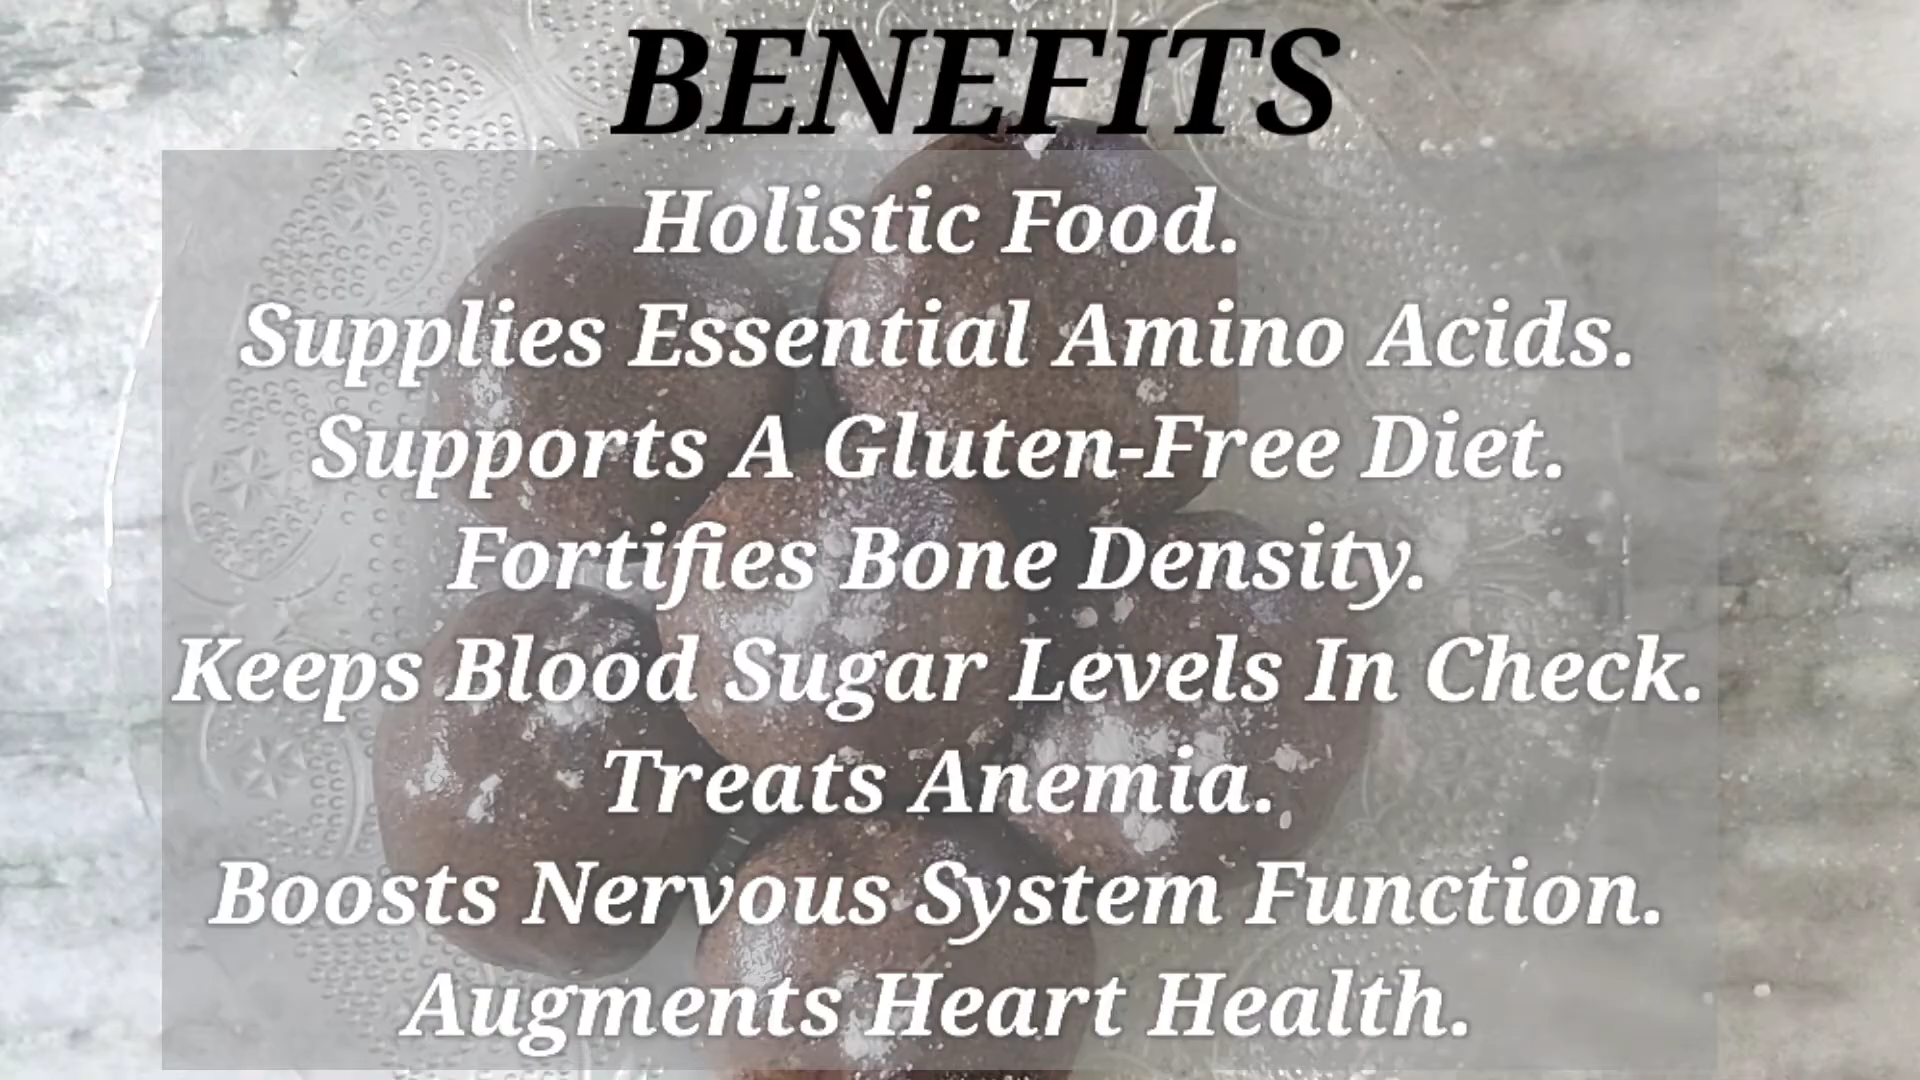 BENEFITS
Holistic Food.
Supplies Essential Amino Acids.
Supports A Gluten-Free Diet.
Fortifies Bone Density.
Keeps Blood Sugar Levels In Check.
Treats Anemia.
Boosts Nervous System Function.
Augments Heart Health.